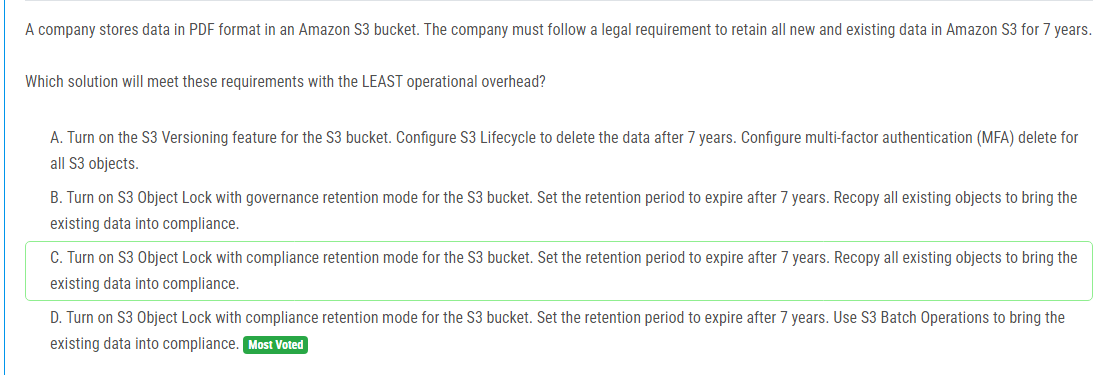 A company stores data in PDF format in an Amazon S3 bucket. The company must follow a legal requirement to retain all new and existing data in Amazon S3 for 7 years.
Which solution will meet these requirements with the LEAST operational overhead?
A. Turn on the S3 Versioning feature for the S3 bucket. Configure S3 Lifecycle to delete the data after 7 years. Configure multi-factor authentication (MFA) delete for
all S3 objects.
B. Turn on S3 Object Lock with governance retention mode for the S3 bucket. Set the retention period to expire after 7 years. Recopy all existing objects to bring the
existing data into compliance.
C. Turn on S3 Object Lock with compliance retention mode for the S3 bucket. Set the retention period to expire after 7 years. Recopy all existing objects to bring the
existing data into compliance.
D. Turn on S3 Object Lock with compliance retention mode for the S3 bucket. Set the retention period to expire after 7 years. Use S3 Batch Operations to bring the
existing data into compliance. Most Voted